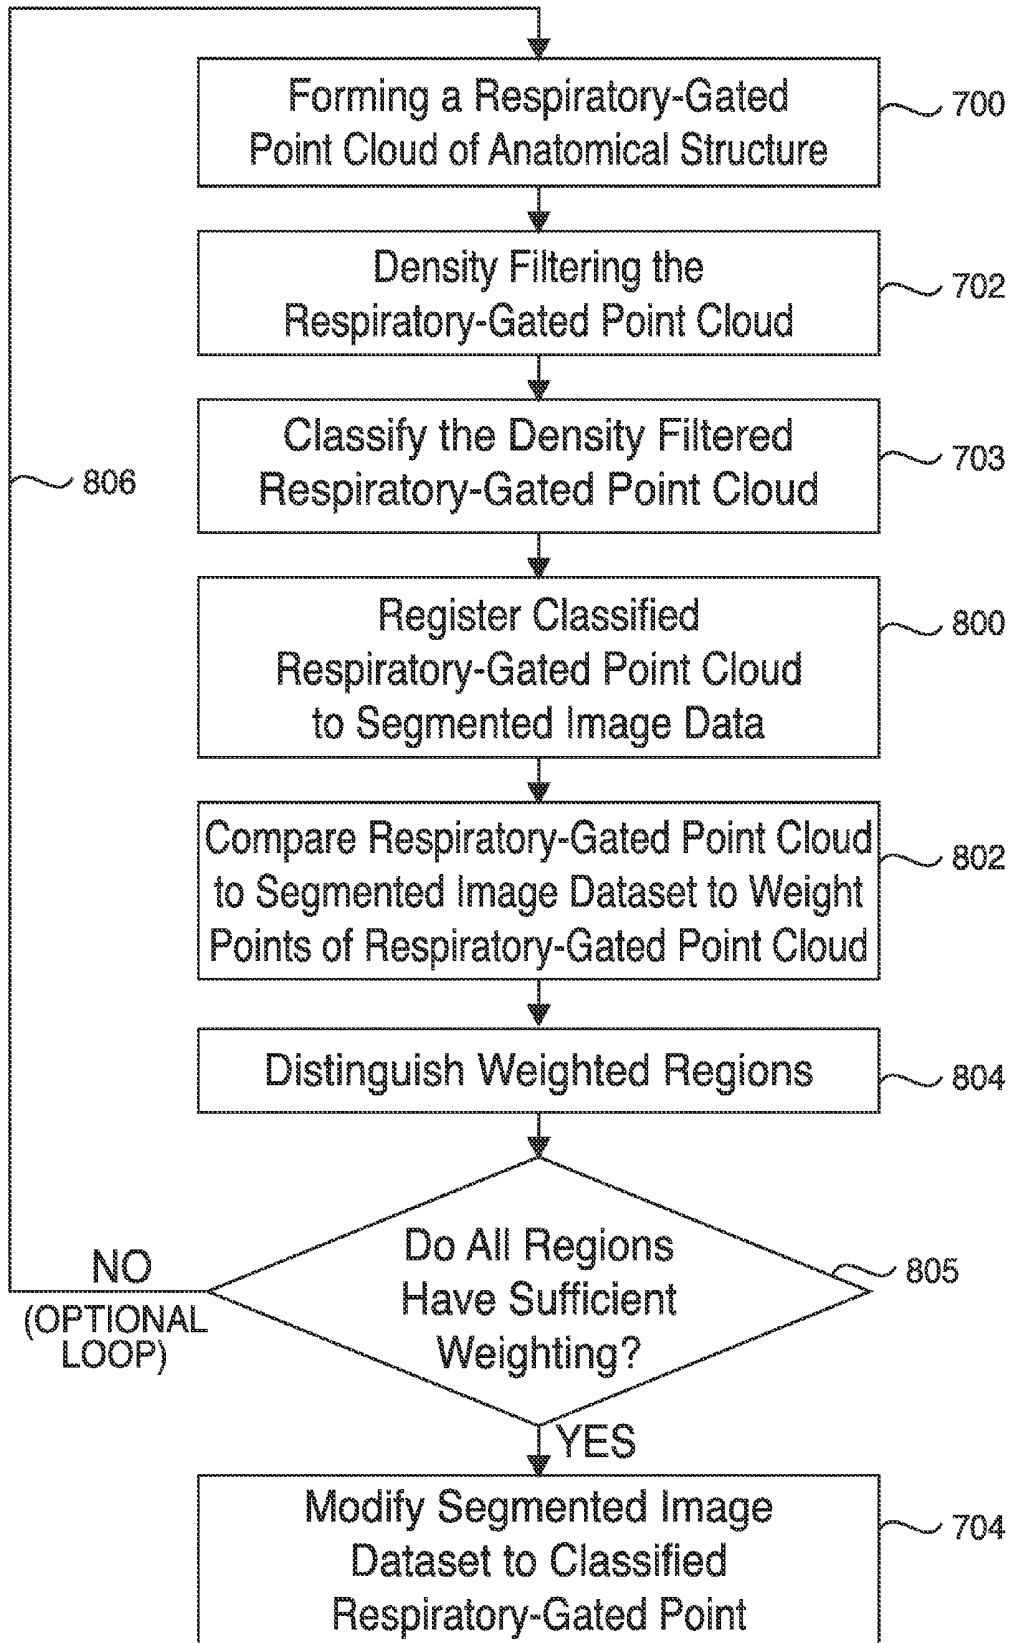 Forming a Respiratory-Gated
Point Cloud of Anatomical Structure
700
Density Filtering the
Respiratory-Gated Point Cloud
702
Classify the Density Filtered
Respiratory-Gated Point Cloud
703
806
Register Classified
Respiratory-Gated Point Cloud
to Segmented Image Data
800
Compare Respiratory-Gated Point Cloud
to Segmented Image Dataset to Weight
Points of Respiratory-Gated Point Cloud
802
Distinguish Weighted Regions
804
Do All Regions
Have Sufficient
Weighting?
805
NO
(OPTIONAL
LOOP)
YES
Modify Segmented Image
Dataset to Classified
Respiratory-Gated Point
704